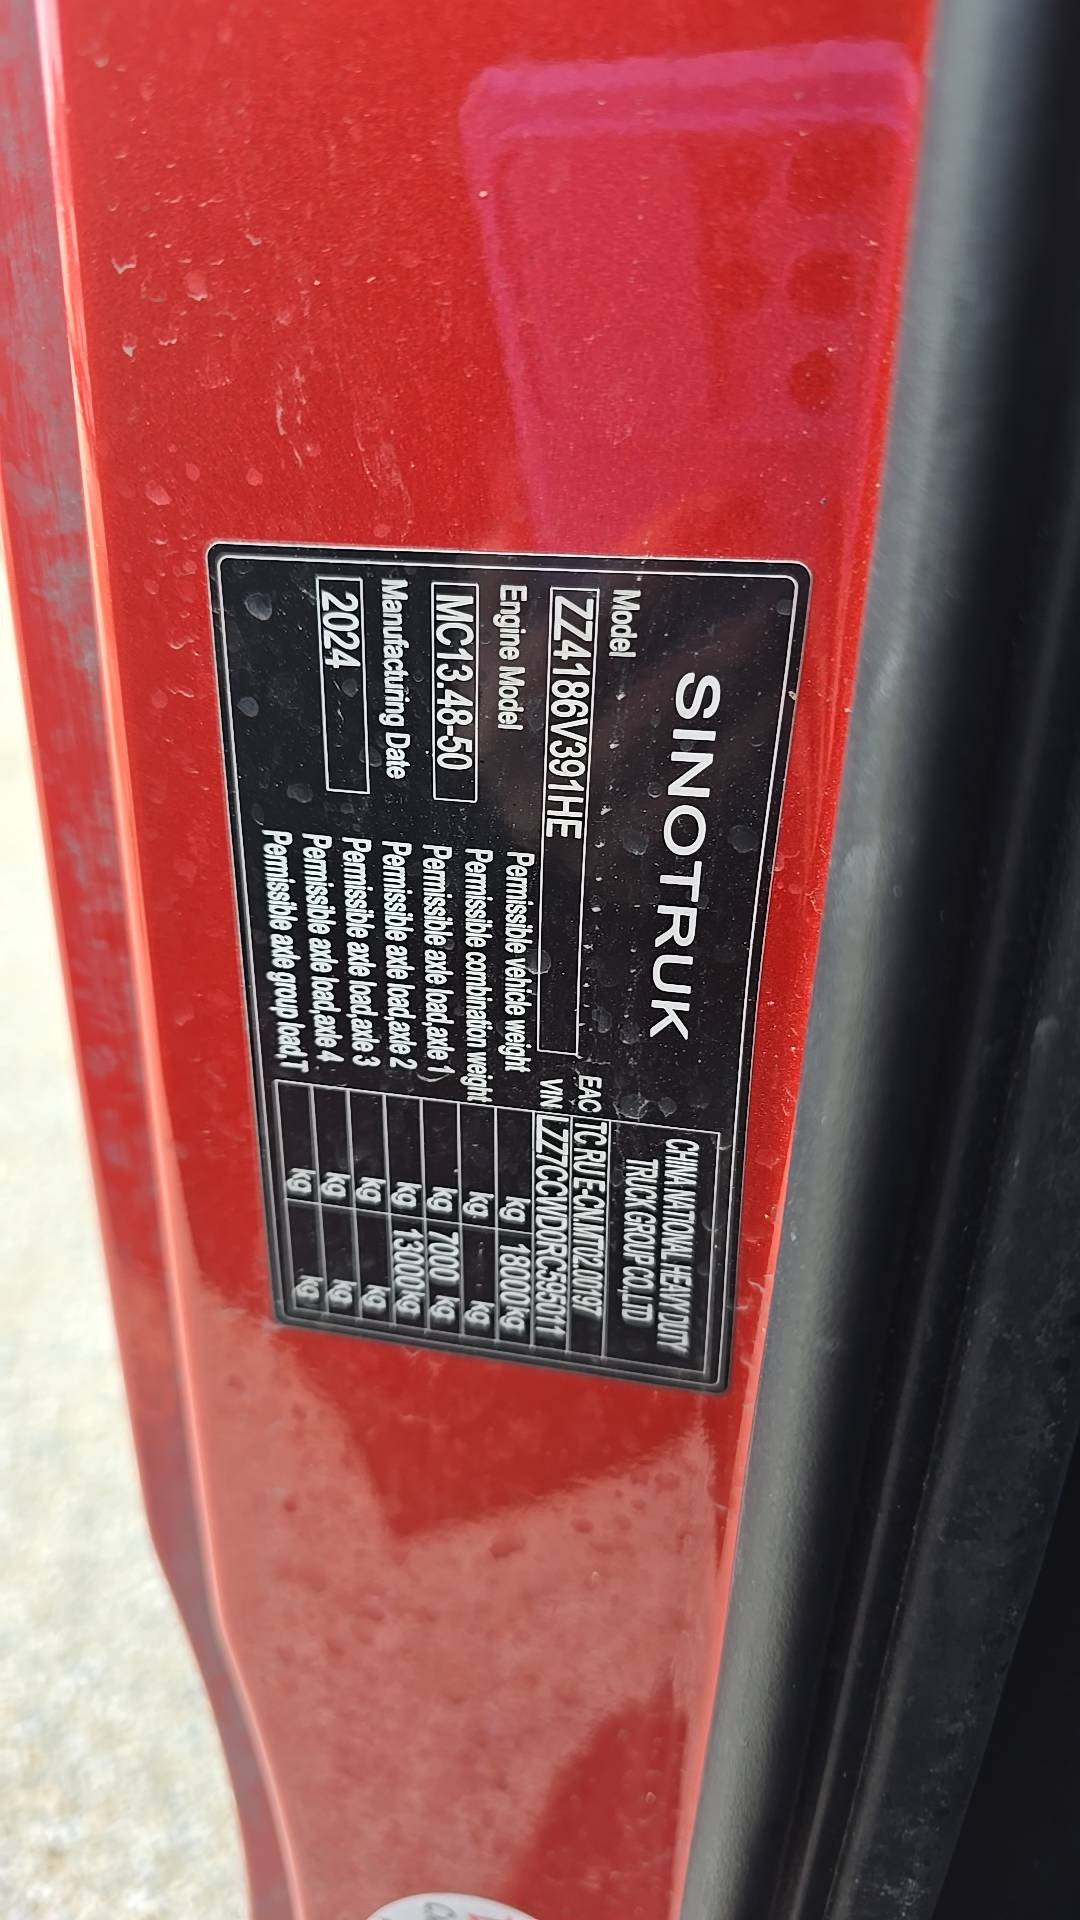 SINOTRUK
CHINA NATIONAL HEAVY DUTY
TRUCK GROUP CO.,LTD
Model
EAC TC RU E-CN.MT02.00197
ZZ4186V391HE
VIN LZZ7CCWD0RC596011
Engine Model
MC13.48-50
Manufacturing Date
2024
Permissible vehicle weight kg 18000kg
Permissible combination weight kg kg
Permissible axle load,axle 1 kg 7000 kg
Permissible axle load,axle 2 kg 13000kg
Permissible axle load,axle 3 kg kg
Permissible axle load,axle 4 kg kg
Permissible axle group load,T kg kg